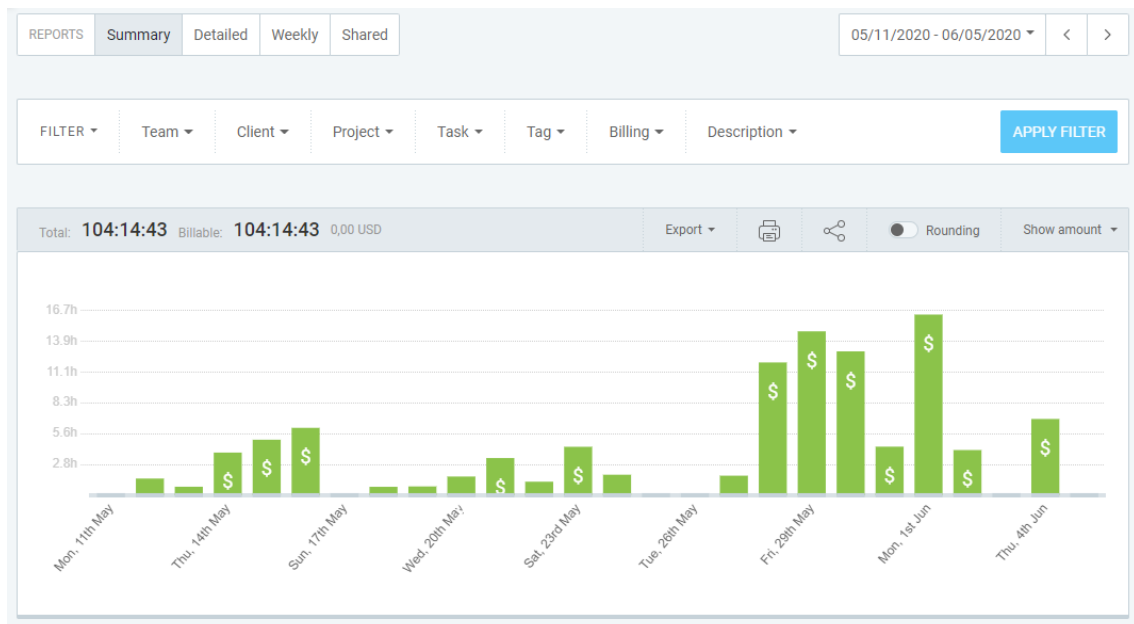 REPORTS Summary Detailed Weekly Shared 05/11/2020 - 06/05/2020
FILTER Team Client Project Task Tag Billing Description APPLY FILTER
Total: 104:14:43 Billable: 104:14:43 0,00 USD Export Rounding Show amount
16.7h
13.9h
11.1h
8.3h
5.6h
2.8h
$ $ $ $ $ $ $ $ $ $ $ $
Mon, 11th May Thu, 14th May Sun, 17th May Wed, 20th May Sat, 23rd May Tue, 26th May Fri, 29th May Mon, 1st Jun Thu, 4th Jun